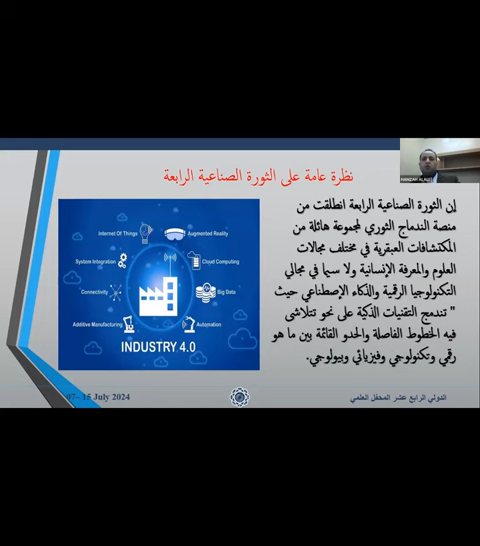 نظرة عامة على الثورة الصناعية الرابعة
إن الثورة الصناعية الرابعة انطلقت من
منصة الندماج الثوري لمجموعة هائلة من
المكتشافات العبقرية في مختلف مجالات
العلوم والمعرفة الإنسانية ولا سيما في مجالي
التكنولوجيا الرقمية والذكاء الإصطناعي حيث
" تندمج التقنيات الذكية على نحو تتلاشى
فيه الخطوط الفاصلة والحدو القائمة بين ما هو
رقمي وتكنولوجي وفيزيائي وبيولوجي.
Internet Of Things
Augmented Reality
System Integration
Cloud Computing
Connectivity
Big Data
Additive Manufacturing
Automation
INDUSTRY 4.0
الدولي الرابع عشر المحفل العلمي
07– 15 July 2024